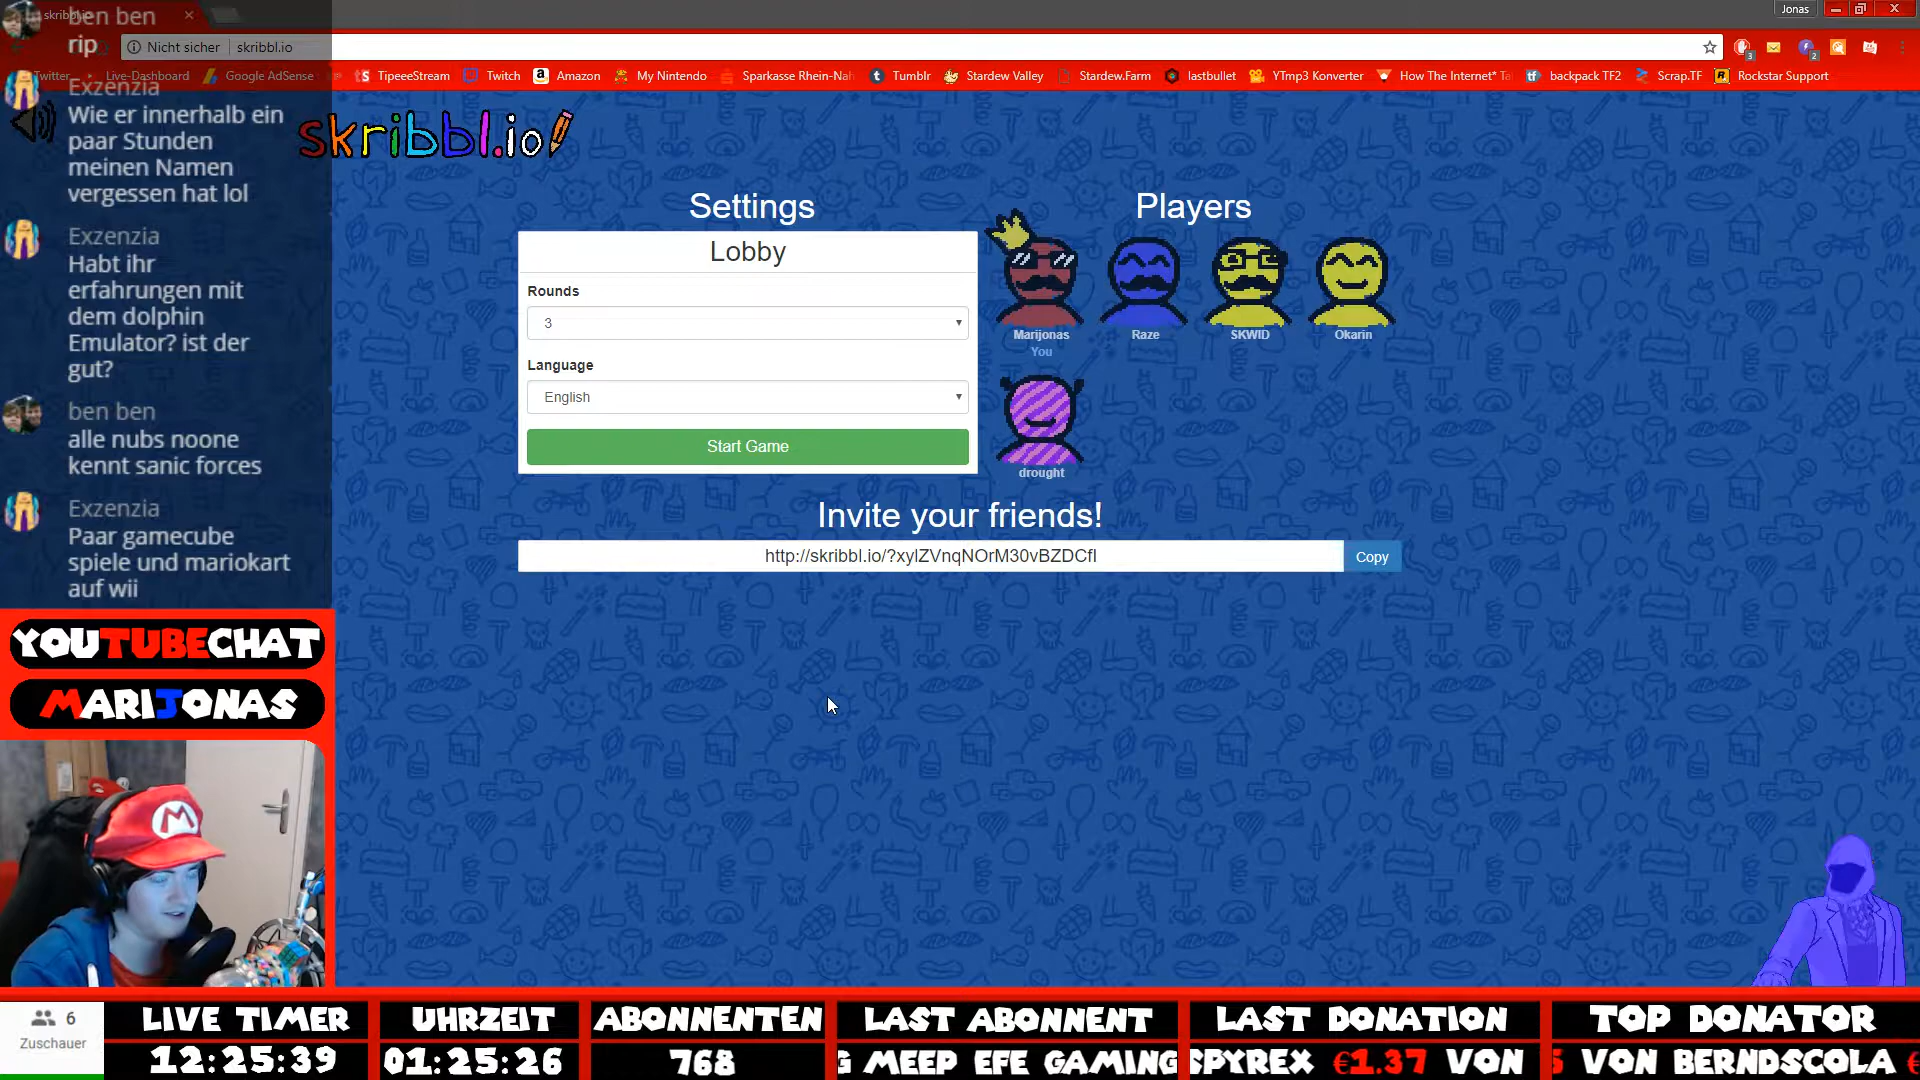 skribbl.io
Jonas
Nicht sicher
skribbl.io
Twitter
Live-Dashboard
Google AdSense
TipeeeStream
Twitch
Amazon
My Nintendo
Sparkasse Rhein-Nah
Tumblr
Stardew Valley
Stardew.Farm
lastbullet
YTmp3 Konverter
How The Internet* Ta
backpack TF2
Scrap.TF
Rockstar Support
3
2
ben ben
rip
Exzenzia
Wie er innerhalb ein
paar Stunden
meinen Namen
vergessen hat lol
Exzenzia
Habt ihr
erfahrungen mit
dem dolphin
Emulator? ist der
gut?
ben ben
alle nubs noone
kennt sanic forces
Exzenzia
Paar gamecube
spiele und mariokart
auf wii
skribbl.io
Settings
Lobby
Rounds
3
Language
English
Start Game
Players
Marijonas
You
Raze
SKWID
Okarin
drought
Invite your friends!
http://skribbl.io/?xylZVnqNOrM30vBZDCfl
Copy
YOUTUBECHAT
MARIJONAS
M
6
Zuschauer
LIVE TIMER
12:25:39
UHRZEIT
01:25:26
ABONNENTEN
768
LAST ABONNENT
G MEEP EFE GAMING
LAST DONATION
SPYREX €1.37 VON
TOP DONATOR
VON BERNDSCOLA